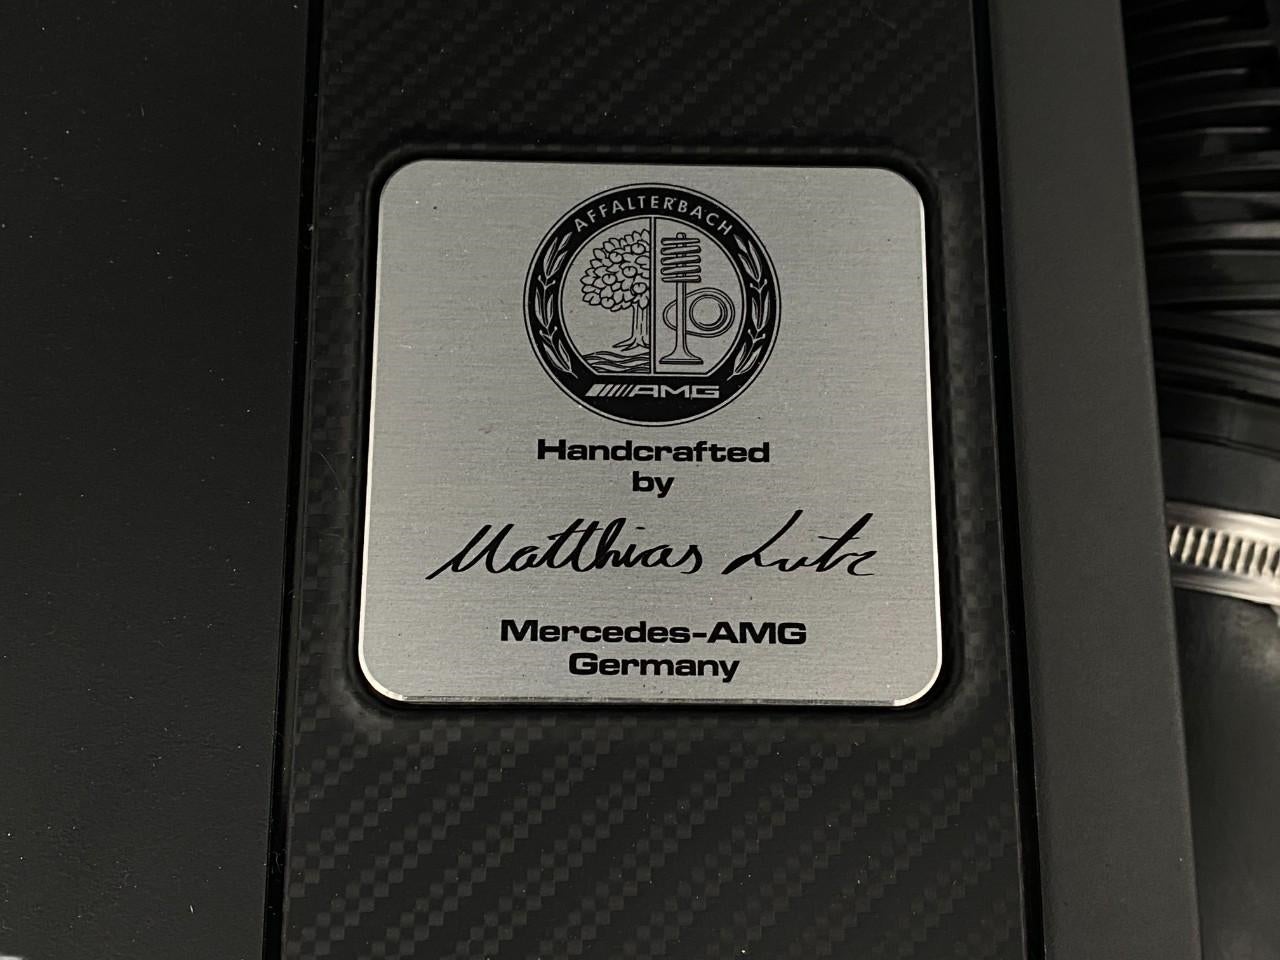 AFFALTERBACH
AMG
Handcrafted
by
Matthias Lutz
Mercedes-AMG
Germany